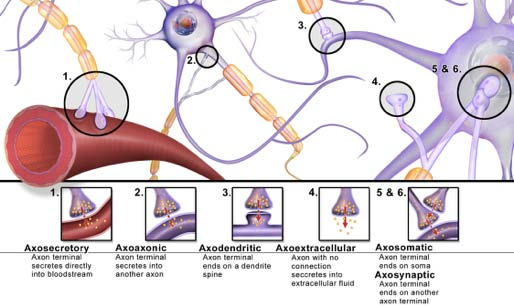 1.
2.
3.
4.
5 & 6.
1.
2.
3.
4.
5 & 6.
Axosecretory
Axon terminal
secretes directly
into bloodstream
Axoaxonic
Axon terminal
secretes into
another axon
Axodendritic
Axon terminal
ends on a dendrite
spine
Axoextracellular
Axon with no
connection
seccretes into
extracellular fluid
Axosomatic
Axon terminal
ends on soma
Axosynaptic
Axon terminal
ends on another
axon terminal